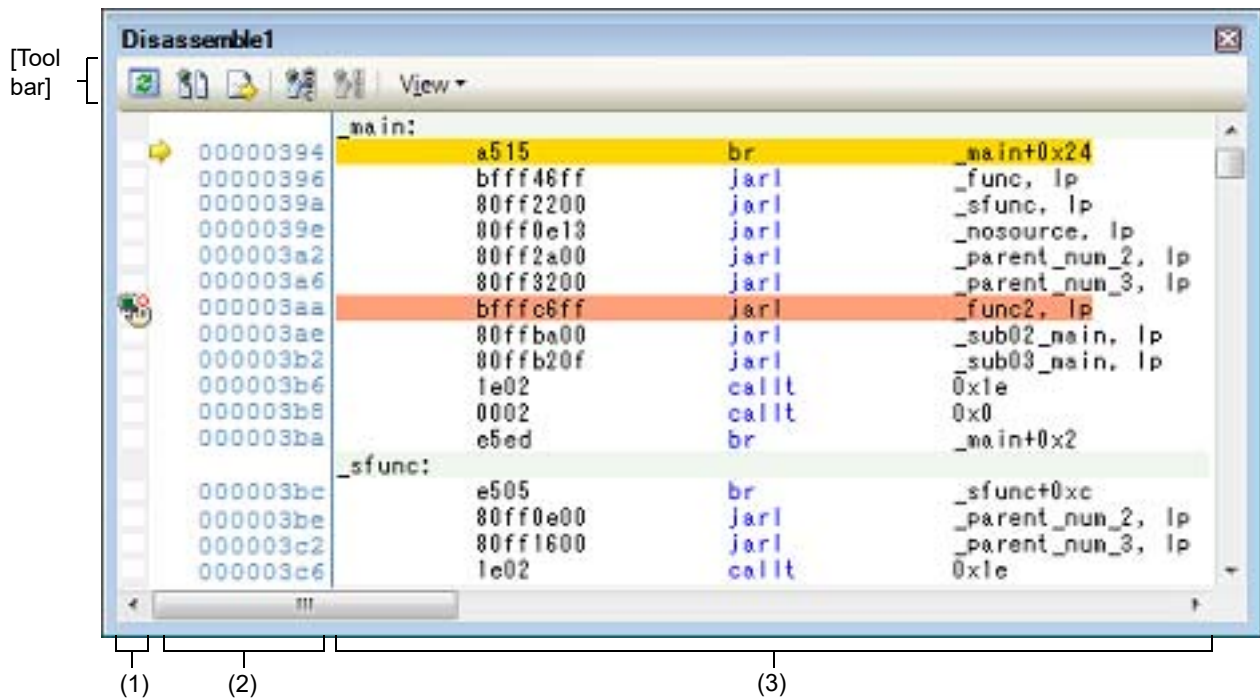 Disassemble1
[Tool bar]
View
_main:
00000394 a515 br _main+0x24
00000396 bfff46ff jarl _func, lp
0000039a 80ff2200 jarl _sfunc, lp
0000039e 80ff0e13 jarl _nosource, lp
000003a2 80ff2a00 jarl _parent_num_2, lp
000003a6 80ff3200 jarl _parent_num_3, lp
000003aa bfffc6ff jarl _func2, lp
000003ae 80ffba00 jarl _sub02_main, lp
000003b2 80ffb20f jarl _sub03_main, lp
000003b6 1e02 callt 0x1e
000003b8 0002 callt 0x0
000003ba e5ed br _main+0x2
_sfunc:
000003bc e505 br _sfunc+0xc
000003be 80ff0e00 jarl _parent_num_2, lp
000003c2 80ff1600 jarl _parent_num_3, lp
000003c6 1e02 callt 0x1e
(1) (2) (3)